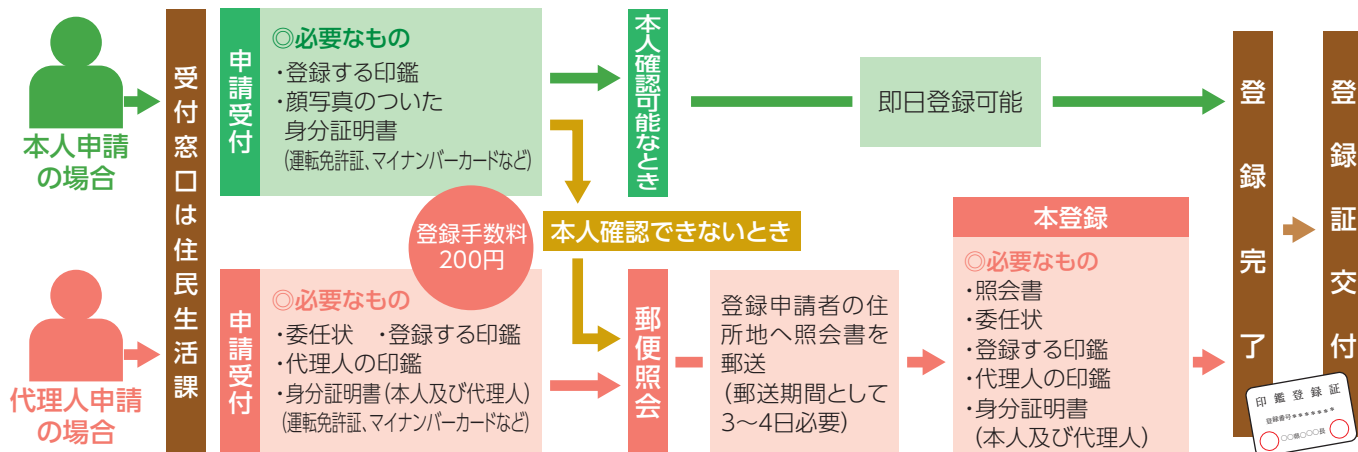 本人申請
の場合
代理人申請
の場合
受付窓口は住民生活課
申請受付
◎必要なもの
・登録する印鑑
・顔写真のついた
身分証明書
(運転免許証、マイナンバーカードなど)
本人確認可能なとき
即日登録可能
登録手数料
200円
本人確認できないとき
申請受付
◎必要なもの
・委任状 ・登録する印鑑
・代理人の印鑑
・身分証明書(本人及び代理人)
(運転免許証、マイナンバーカードなど)
郵便照会
登録申請者の住
所地へ照会書を
郵送
(郵送期間として
3～4日必要)
本登録
◎必要なもの
・照会書
・委任状
・登録する印鑑
・代理人の印鑑
・身分証明書
(本人及び代理人)
登録完了
登録証交付
印鑑登録証
登録番号*******
○○県○○○長